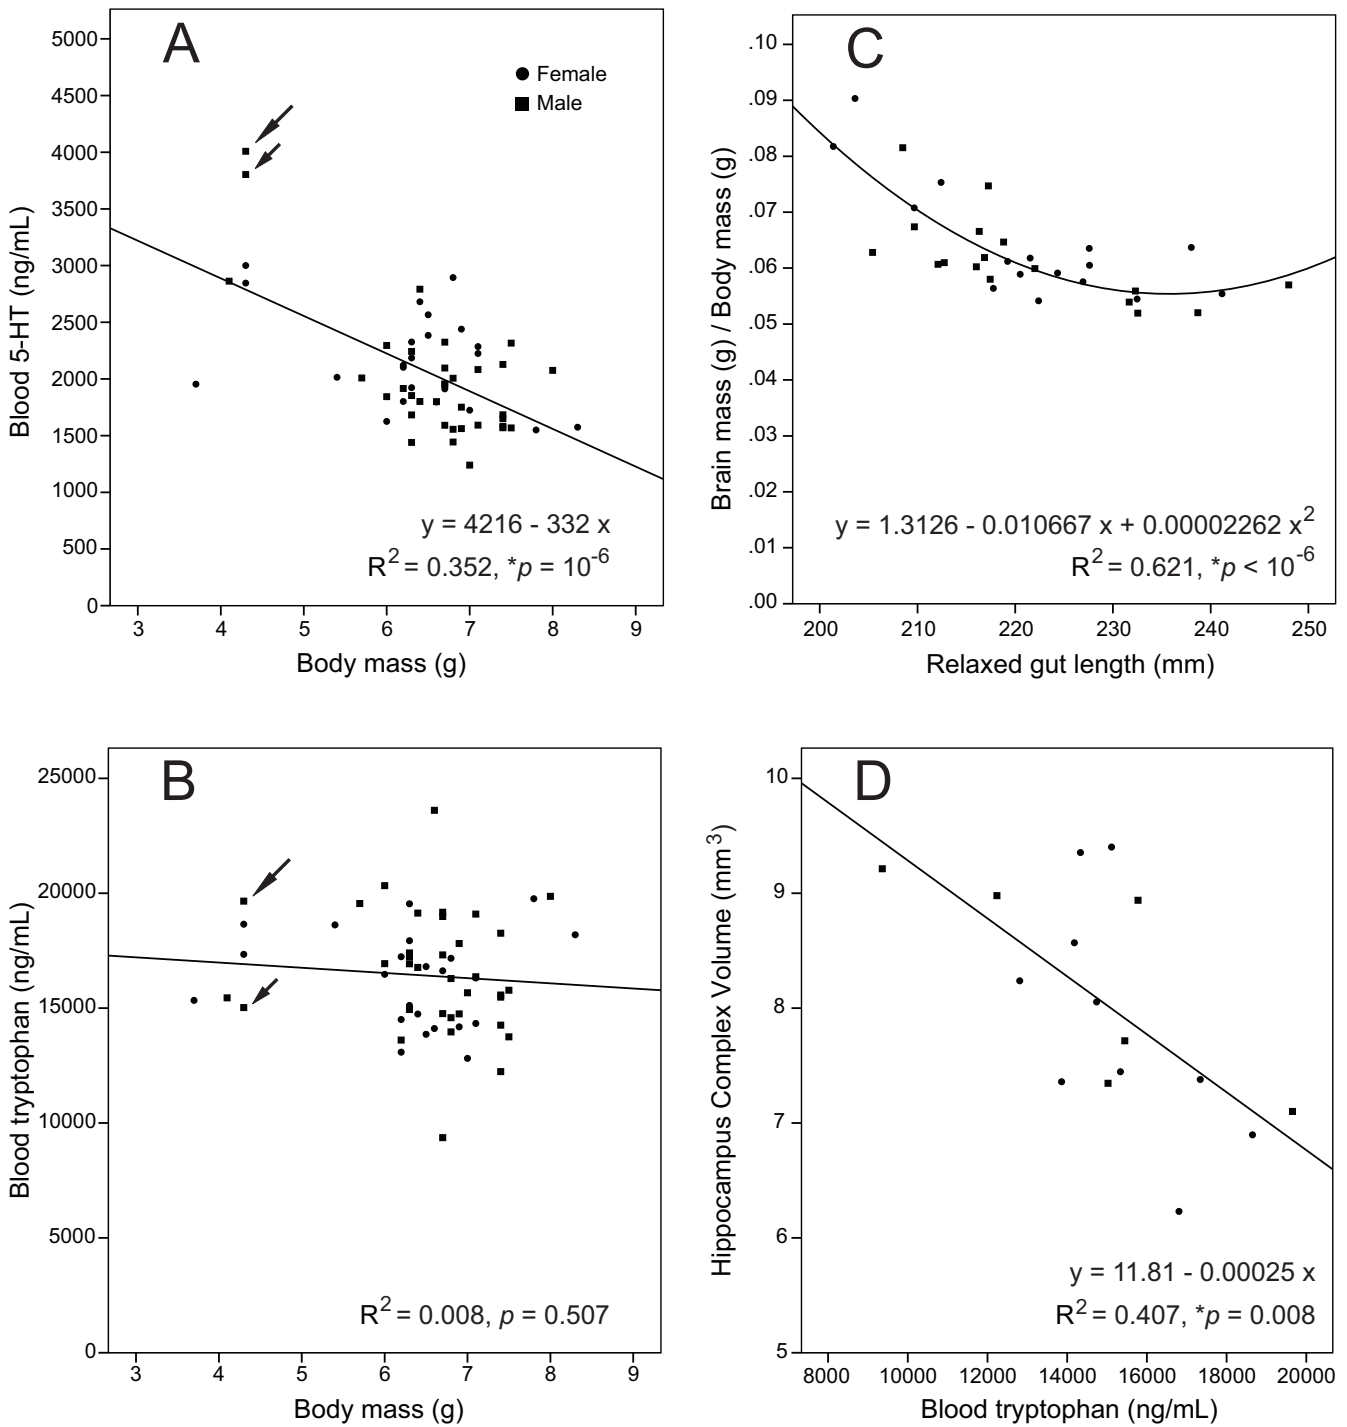 A
Female
Male
5000
4500
4000
3500
3000
2500
2000
1500
1000
500
0
Blood 5-HT (ng/mL)
y = 4216 - 332 x
R2 = 0.352, *p = 10-6
3 4 5 6 7 8 9
Body mass (g)
C
.10
.09
.08
.07
.06
.05
.04
.03
.02
.01
.00
Brain mass (g) / Body mass (g)
y = 1.3126 - 0.010667 x + 0.00002262 x2
R2 = 0.621, *p < 10-6
200 210 220 230 240 250
Relaxed gut length (mm)
B
25000
20000
15000
10000
5000
0
Blood tryptophan (ng/mL)
R2 = 0.008, p = 0.507
3 4 5 6 7 8 9
Body mass (g)
D
10
9
8
7
6
5
Hippocampus Complex Volume (mm3)
y = 11.81 - 0.00025 x
R2 = 0.407, *p = 0.008
8000 10000 12000 14000 16000 18000 20000
Blood tryptophan (ng/mL)